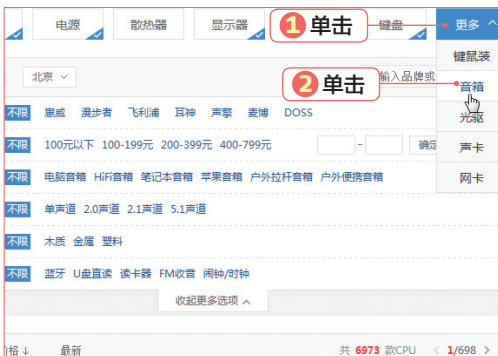 电源 散热器 显示器 1 单击 键盘 更多
键鼠装
北京 2 单击 输入品牌或 音箱
光驱
不限 惠威 漫步者 飞利浦 耳神 声擎 麦博 DOSS
不限 100元以下 100-199元 200-399元 400-799元 - 确定 声卡
不限 电脑音箱 HiFi音箱 笔记本音箱 苹果音箱 户外拉杆音箱 户外便携音箱 网卡
不限 单声道 2.0声道 2.1声道 5.1声道
不限 木质 金属 塑料
不限 蓝牙 U盘直读 读卡器 FM收音 闹钟/时钟
收起更多选项
价格↓ 最新 共 6973 款CPU < 1/698 >